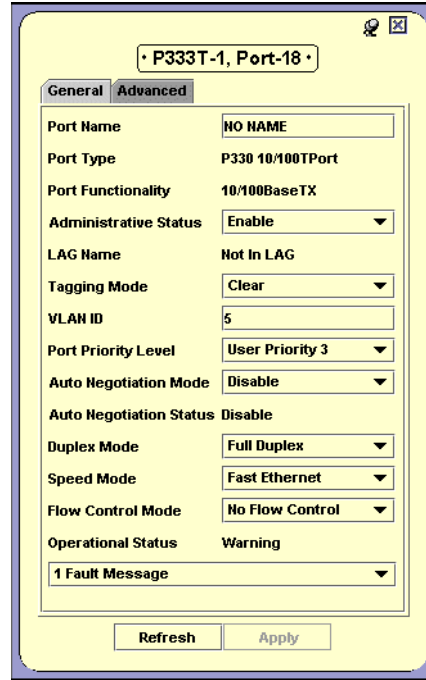 • P333T-1, Port-18 •
General Advanced
Port Name NO NAME
Port Type P330 10/100TPort
Port Functionality 10/100BaseTX
Administrative Status Enable
LAG Name Not In LAG
Tagging Mode Clear
VLAN ID 5
Port Priority Level User Priority 3
Auto Negotiation Mode Disable
Auto Negotiation Status Disable
Duplex Mode Full Duplex
Speed Mode Fast Ethernet
Flow Control Mode No Flow Control
Operational Status Warning
1 Fault Message
Refresh Apply